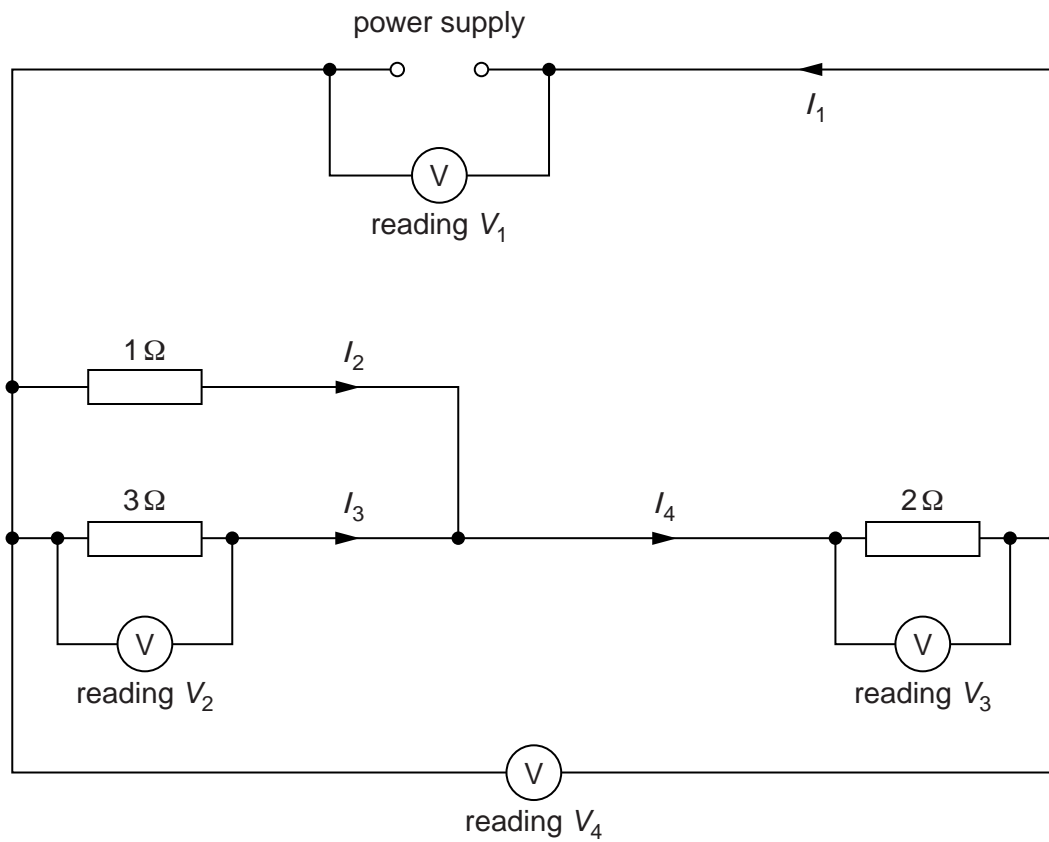 power supply
I₁
V
reading V₁
1 Ω
I₂
3 Ω
I₃
I₄
2 Ω
V
V
reading V₂
reading V₃
V
reading V₄